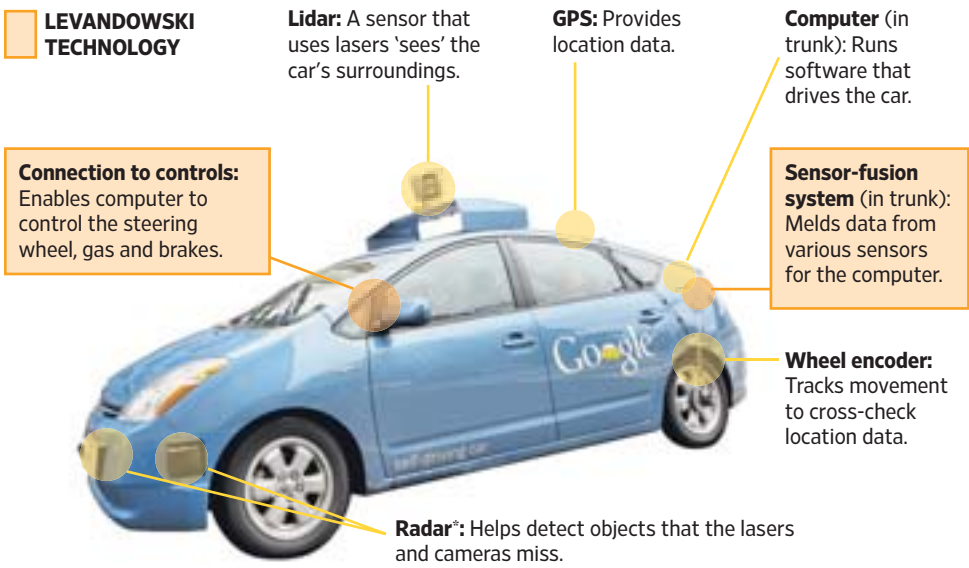 LEVANDOWSKI
TECHNOLOGY
Lidar: A sensor that
uses lasers ‘sees’ the
car’s surroundings.
GPS: Provides
location data.
Computer (in
trunk): Runs
software that
drives the car.
Connection to controls:
Enables computer to
control the steering
wheel, gas and brakes.
Sensor-fusion
system (in trunk):
Melds data from
various sensors
for the computer.
Google
self-driving car
Wheel encoder:
Tracks movement
to cross-check
location data.
Radar*: Helps detect objects that the lasers
and cameras miss.